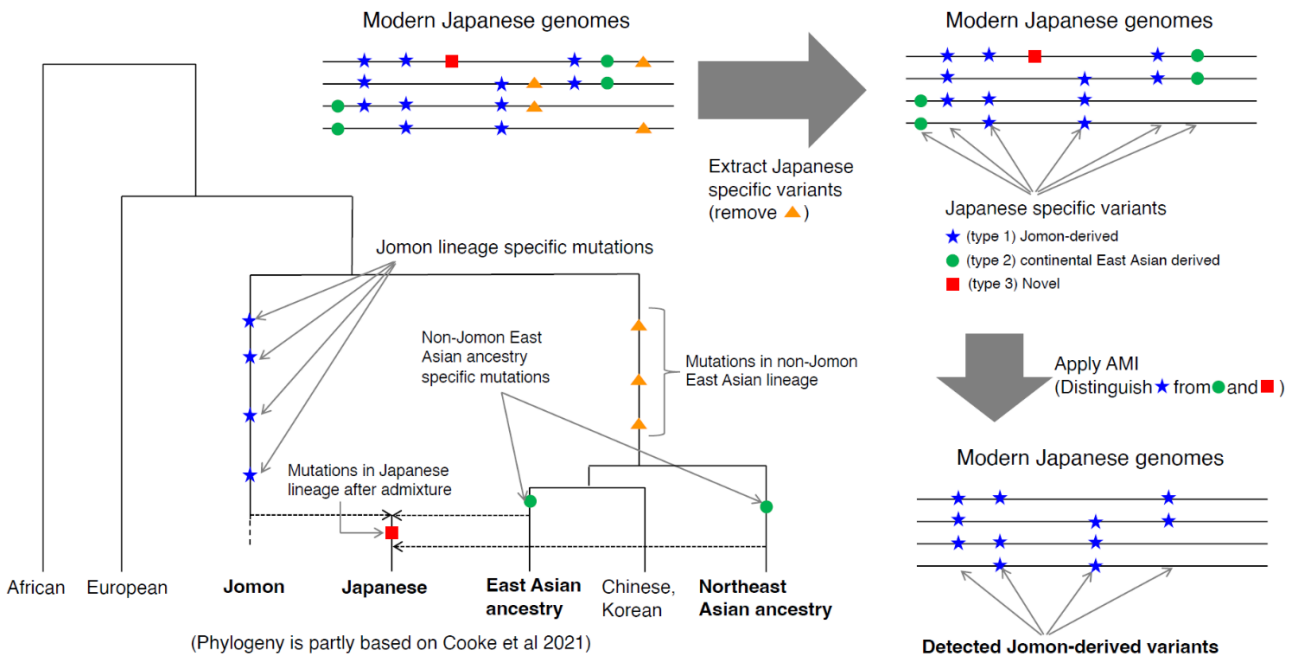 Modern Japanese genomes
Modern Japanese genomes
Extract Japanese
specific variants
(remove ▲)
Japanese specific variants
★ (type 1) Jomon-derived
● (type 2) continental East Asian derived
■ (type 3) Novel
Jomon lineage specific mutations
Non-Jomon East
Asian ancestry
specific mutations
Mutations in non-Jomon
East Asian lineage
Apply AMI
(Distinguish ★ from ● and ■)
Mutations in Japanese
lineage after admixture
Modern Japanese genomes
African
European
Jomon
Japanese
East Asian
ancestry
Chinese,
Korean
Northeast
Asian ancestry
(Phylogeny is partly based on Cooke et al 2021)
Detected Jomon-derived variants